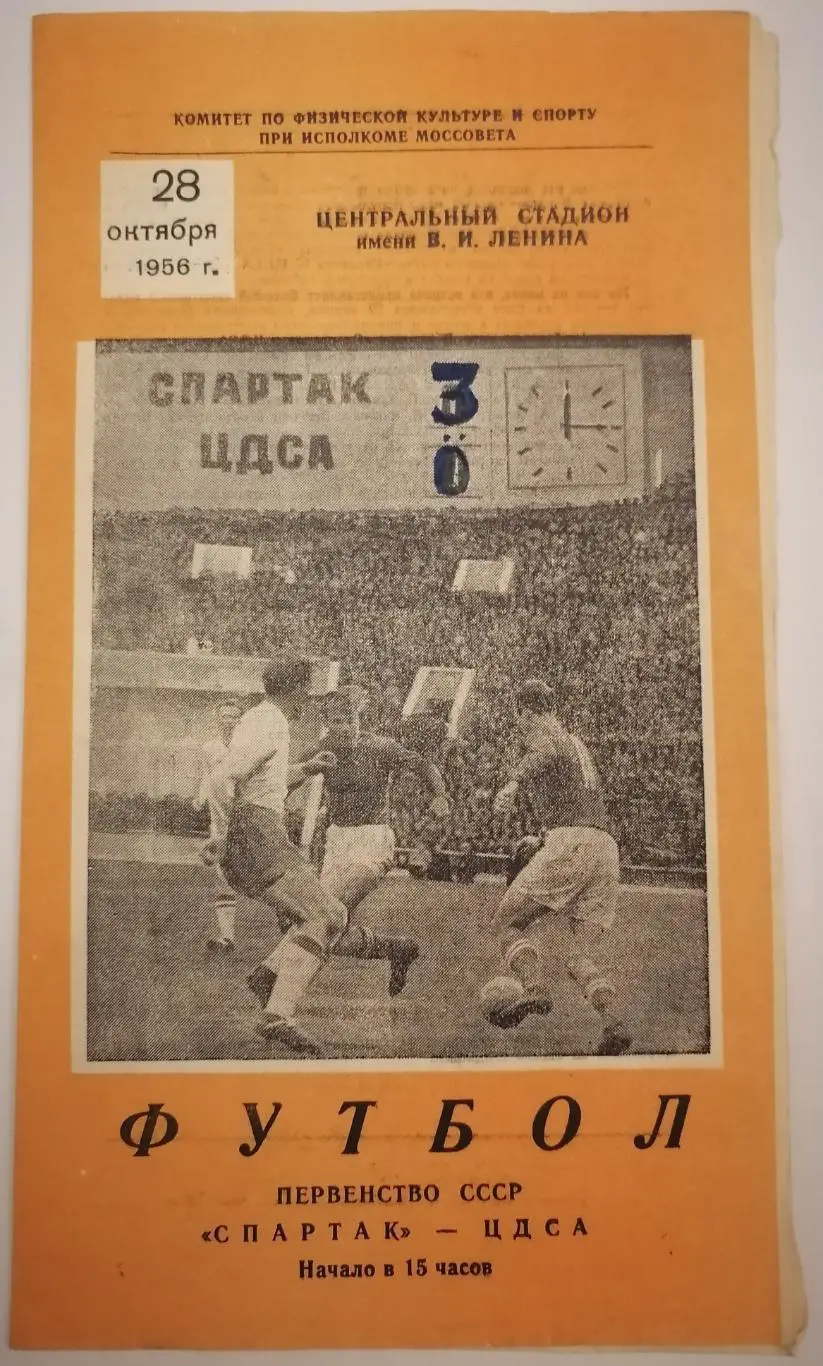 КОМИТЕТ ПО ФИЗИЧЕСКОЙ КУЛЬТУРЕ И СПОРТУ
ПРИ ИСПОЛКОМЕ МОССОВЕТА
28
октября
1956 г.
ЦЕНТРАЛЬНЫЙ СТАДИОН
имени В. И. ЛЕНИНА
СПАРТАК 3
ЦДСА 0
ФУТБОЛ
ПЕРВЕНСТВО СССР
«СПАРТАК» — ЦДСА
Начало в 15 часов